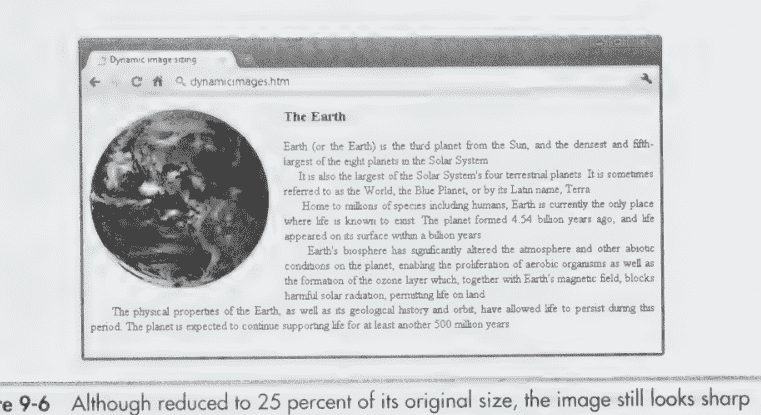 Dynamic image sizing
dynamicimages.htm
The Earth
Earth (or the Earth) is the third planet from the Sun, and the densest and fifth-
largest of the eight planets in the Solar System
It is also the largest of the Solar System's four terrestrial planets It is sometimes
referred to as the World, the Blue Planet, or by its Latin name, Terra
Home to millions of species including humans, Earth is currently the only place
where life is known to exist The planet formed 4.54 billion years ago, and life
appeared on its surface within a billion years
Earth's biosphere has significantly altered the atmosphere and other abiotic
conditions on the planet, enabling the proliferation of aerobic organisms as well as
the formation of the ozone layer which, together with Earth's magnetic field, blocks
harmful solar radiation, permitting life on land
The physical properties of the Earth, as well as its geological history and orbit, have allowed life to persist during this
period. The planet is expected to continue supporting life for at least another 500 million years
re 9-6 Although reduced to 25 percent of its original size, the image still looks sharp